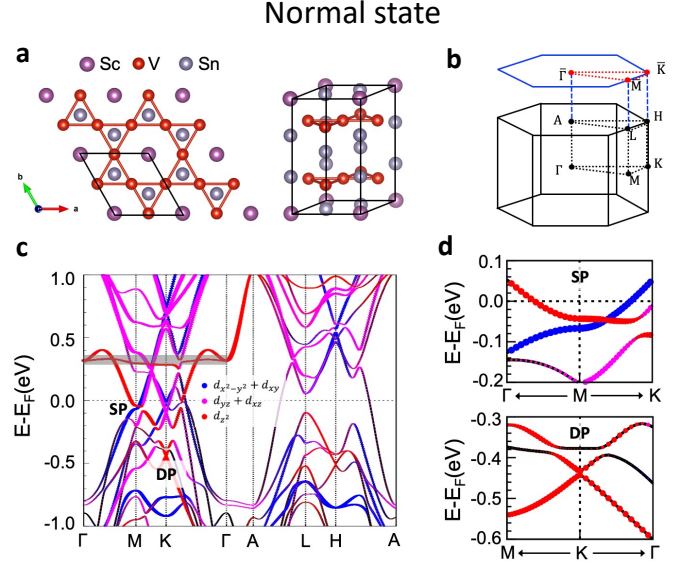 Normal state
a
Sc V Sn
b
a
b
Γ̄ K̄
M̄
A H
L
Γ K
M
c
E-E_F(eV)
1.0
0.5
0.0
-0.5
-1.0
SP
DP
d_{x²−y²} + d_{xy}
d_{yz} + d_{xz}
d_{z²}
Γ M K Γ A L H A
d
E-E_F(eV)
0.1
0.0
-0.1
-0.2
SP
Γ M K
E-E_F(eV)
-0.3
-0.4
-0.5
-0.6
DP
M K Γ